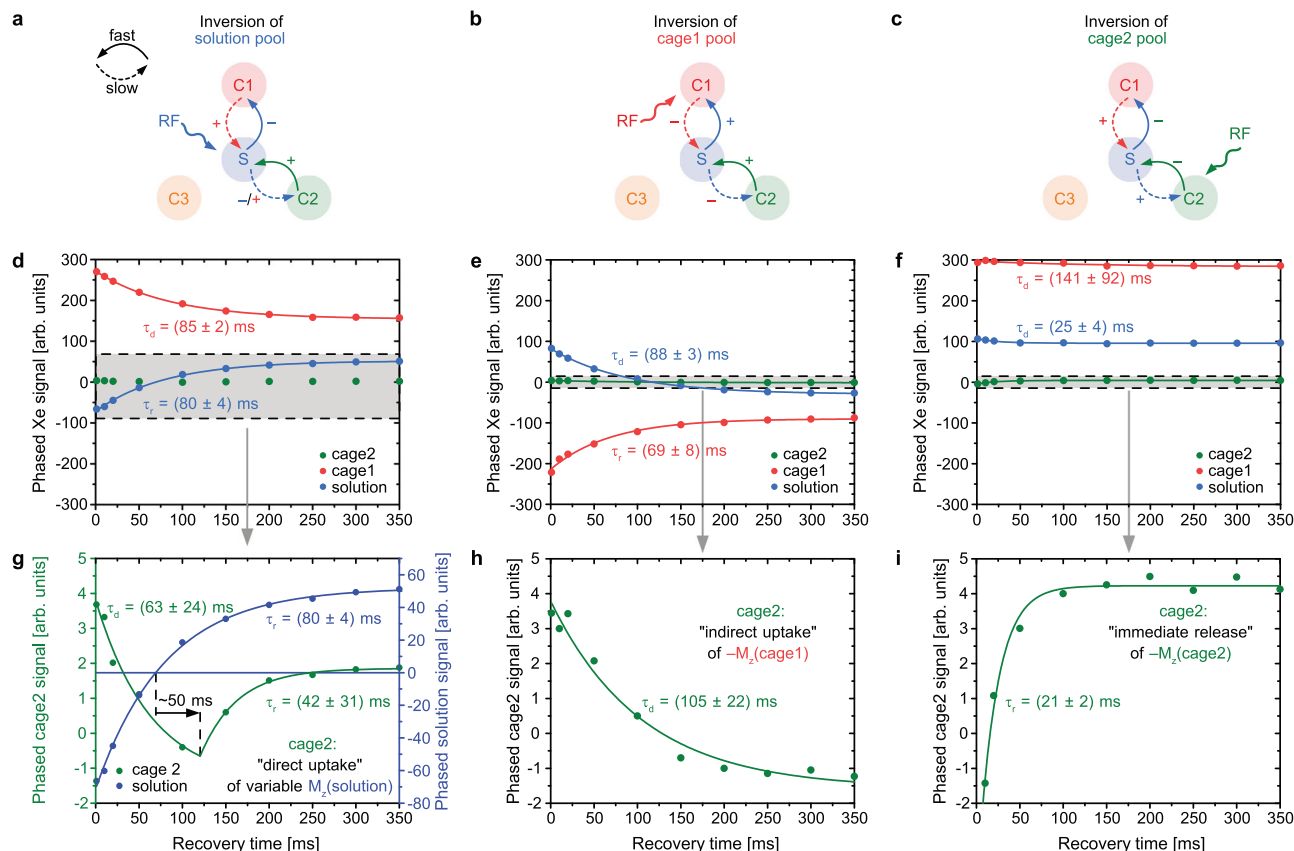 a
Inversion of
solution pool
fast
slow
C1
+
–
RF
S
+
C3
C2
–/+
b
Inversion of
cage1 pool
C1
RF
–
+
S
+
C3
C2
–
c
Inversion of
cage2 pool
C1
+
–
RF
S
–
C3
C2
+
d
Phased Xe signal [arb. units]
300
200
100
0
-100
-200
-300
τd = (85 ± 2) ms
τr = (80 ± 4) ms
cage2
cage1
solution
0 50 100 150 200 250 300 350
e
Phased Xe signal [arb. units]
300
200
100
0
-100
-200
-300
τd = (88 ± 3) ms
τr = (69 ± 8) ms
cage2
cage1
solution
0 50 100 150 200 250 300 350
f
Phased Xe signal [arb. units]
300
200
100
0
-100
-200
-300
τd = (141 ± 92) ms
τd = (25 ± 4) ms
cage2
cage1
solution
0 50 100 150 200 250 300 350
g
Phased cage2 signal [arb. units]
5
4
3
2
1
0
-1
-2
τd = (63 ± 24) ms
τr = (80 ± 4) ms
~50 ms
τr = (42 ± 31) ms
cage2:
"direct uptake"
of variable Mz(solution)
cage 2
solution
60
40
20
0
-20
-40
-60
-80
Phased solution signal [arb. units]
0 50 100 150 200 250 300 350
Recovery time [ms]
h
Phased cage2 signal [arb. units]
5
4
3
2
1
0
-1
-2
cage2:
"indirect uptake"
of –Mz(cage1)
τd = (105 ± 22) ms
0 50 100 150 200 250 300 350
Recovery time [ms]
i
Phased cage2 signal [arb. units]
5
4
3
2
1
0
-1
-2
cage2:
"immediate release"
of –Mz(cage2)
τr = (21 ± 2) ms
0 50 100 150 200 250 300 350
Recovery time [ms]